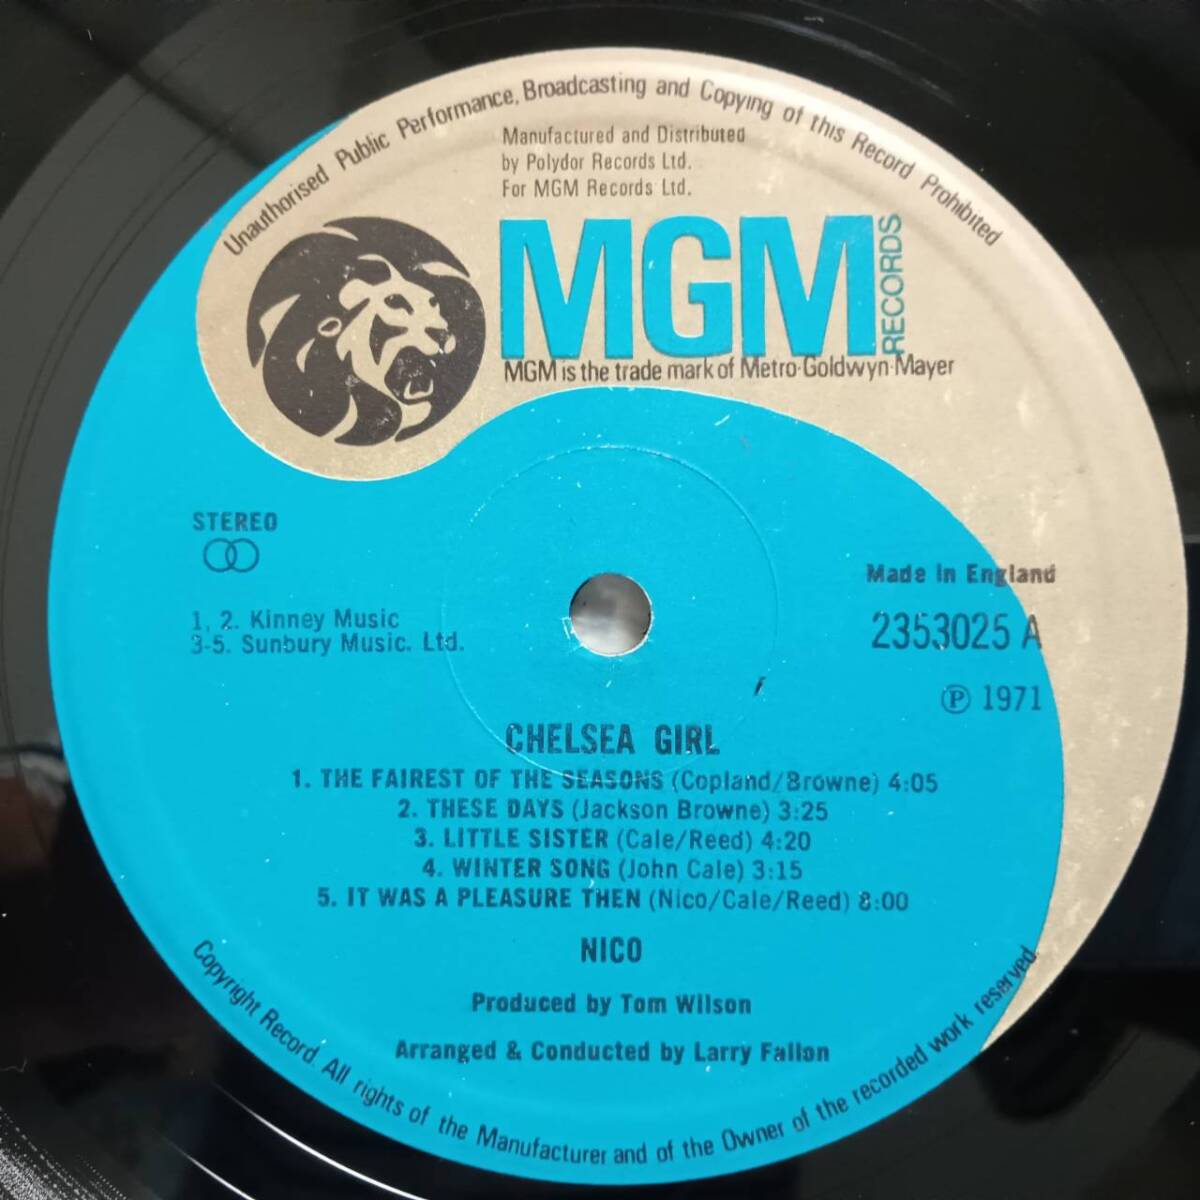 Unauthorised Public Performance, Broadcasting and Copying of this Record Prohibited
Manufactured and Distributed
by Polydor Records Ltd.
For MGM Records Ltd.
MGM
RECORDS
MGM is the trade mark of Metro-Goldwyn-Mayer
STEREO
1, 2. Kinney Music
3-5. Sunbury Music. Ltd.
Made in England
2353025 A
Ⓟ 1971
CHELSEA GIRL
1. THE FAIREST OF THE SEASONS (Copland/Browne) 4:05
2. THESE DAYS (Jackson Browne) 3:25
3. LITTLE SISTER (Cale/Reed) 4:20
4. WINTER SONG (John Cale) 3:15
5. IT WAS A PLEASURE THEN (Nico/Cale/Reed) 8:00
NICO
Produced by Tom Wilson
Arranged & Conducted by Larry Fallon
Copyright Record. All rights of the Manufacturer and of the Owner of the recorded work reserved.